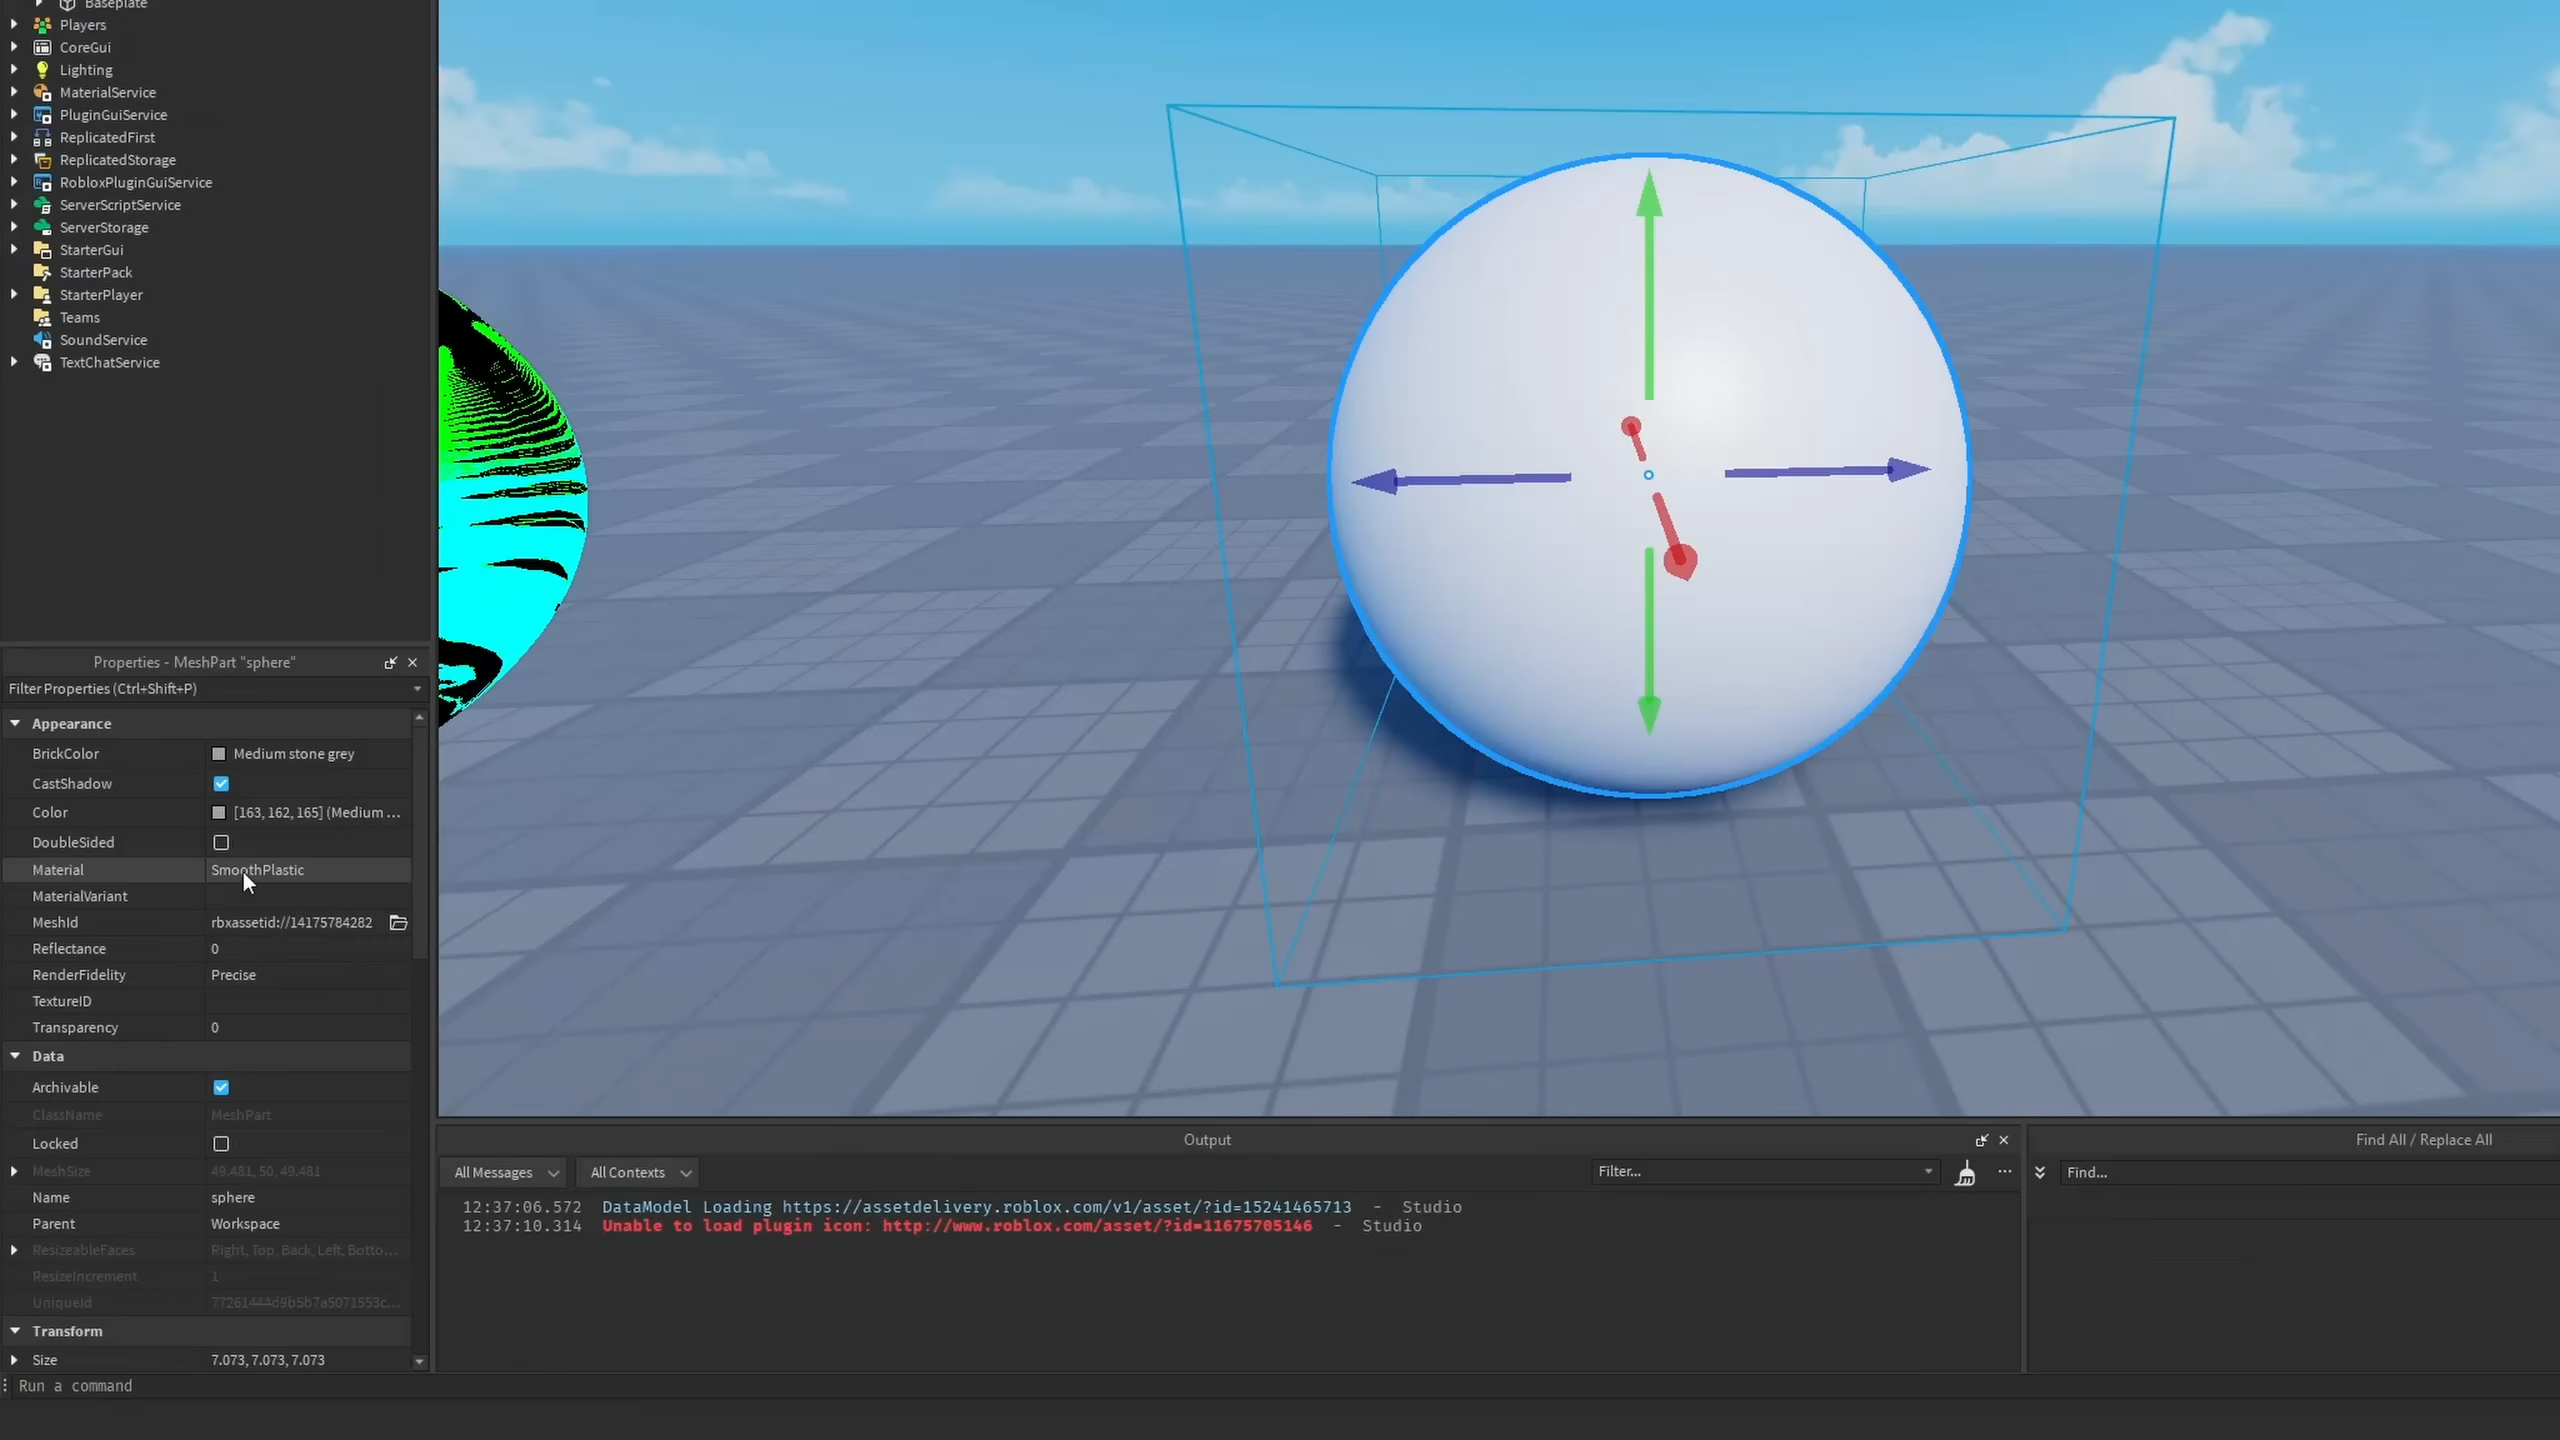 Baseplate
Players
CoreGui
Lighting
MaterialService
PluginGuiService
ReplicatedFirst
ReplicatedStorage
RobloxPluginGuiService
ServerScriptService
ServerStorage
StarterGui
StarterPack
StarterPlayer
Teams
SoundService
TextChatService
Properties - MeshPart "sphere"
Filter Properties (Ctrl+Shift+P)
Appearance
BrickColor Medium stone grey
CastShadow
Color [163, 162, 165] (Medium ...
DoubleSided
Material SmoothPlastic
MaterialVariant
MeshId rbxassetid://14175784282
Reflectance 0
RenderFidelity Precise
TextureID
Transparency 0
Data
Archivable
ClassName MeshPart
Locked
MeshSize 49.481, 50, 49.481
Name sphere
Parent Workspace
ResizeableFaces Right, Top, Back, Left, Botto...
ResizeIncrement 1
UniqueId
Transform
Size 7.073, 7.073, 7.073
Run a command
Output
All Messages All Contexts Filter...
12:37:06.572 DataModel Loading https://assetdelivery.roblox.com/v1/asset/?id=15241465713 - Studio
12:37:10.314 Unable to load plugin icon: http://www.roblox.com/asset/?id=11675705146 - Studio
Find All / Replace All
Find...